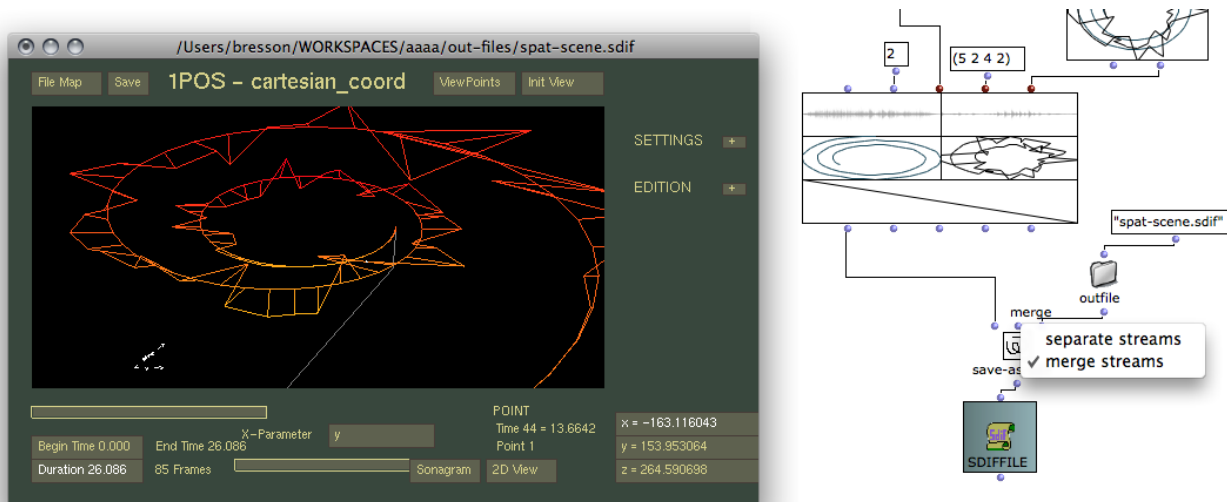 /Users/bresson/WORKSPACES/aaaa/out-files/spat-scene.sdif
File Map
Save
1POS - cartesian_coord
ViewPoints
Init View
SETTINGS +
EDITION +
X-Parameter
y
POINT
Time 44 = 13.6642
Point 1
x = -163.116043
y = 153.953064
z = 264.590698
Begin Time 0.000
End Time 26.086
Duration 26.086
85 Frames
Sonagram
2D View
2
(5 2 4 2)
"spat-scene.sdif"
outfile
merge
separate streams
✓ merge streams
save-as
Sdif
SDIFFILE